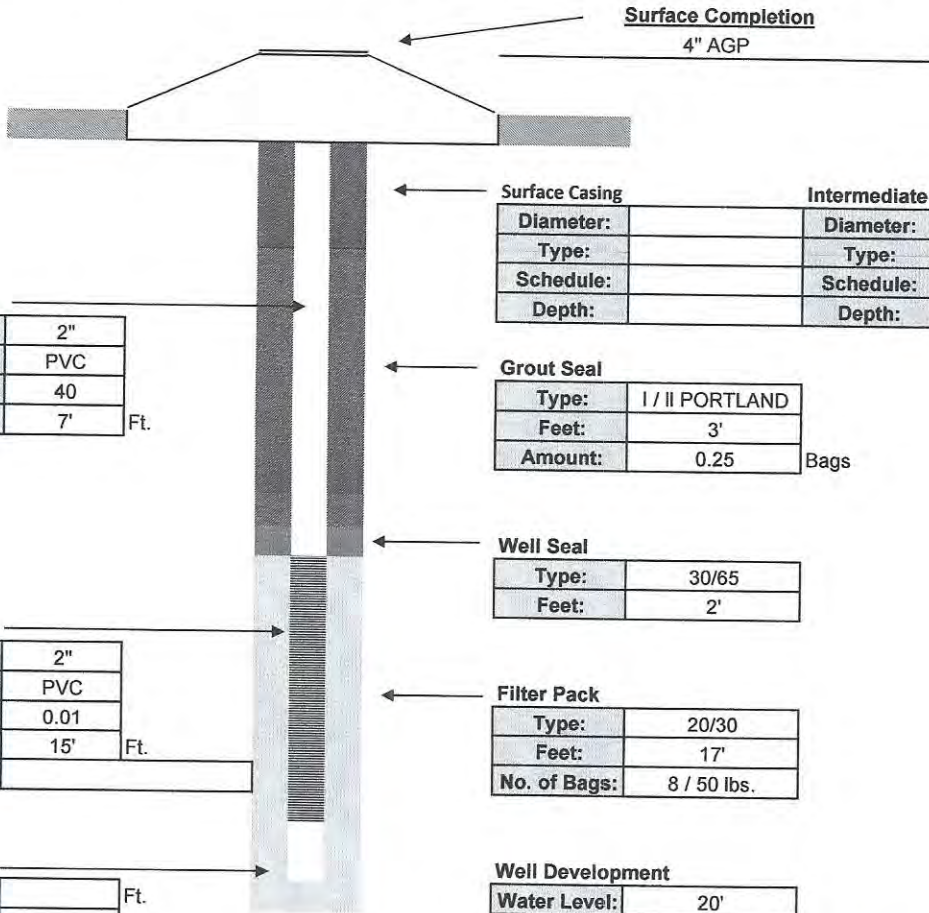 Surface Completion
4" AGP
Surface Casing Intermediate
Diameter: Diameter:
Type: Type:
Schedule: Schedule:
Depth: Depth:
2"
PVC
40
7' Ft.
Grout Seal
Type: I / II PORTLAND
Feet: 3'
Amount: 0.25 Bags
Well Seal
Type: 30/65
Feet: 2'
2"
PVC
0.01
15' Ft.
Filter Pack
Type: 20/30
Feet: 17'
No. of Bags: 8 / 50 lbs.
Ft.
Well Development
Water Level: 20'